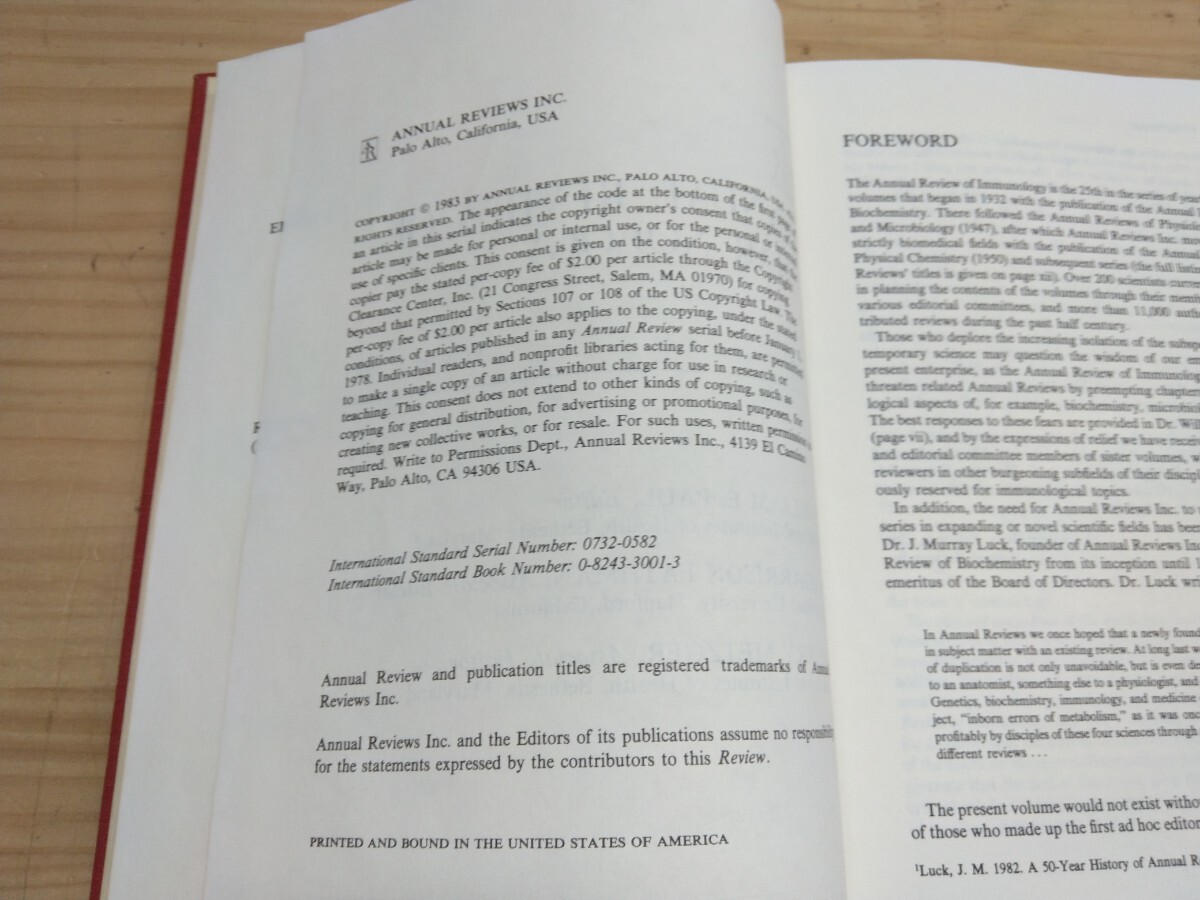 ANNUAL REVIEWS INC.
Palo Alto, California, USA
COPYRIGHT © 1983 BY ANNUAL REVIEWS INC., PALO ALTO, CALIFORNIA,
RIGHTS RESERVED. The appearance of the code at the bottom of the first
an article in this serial indicates the copyright owner's consent that copies
article may be made for personal or internal use, or for the personal or
use of specific clients. This consent is given on the condition, however,
copier pay the stated per-copy fee of $2.00 per article through the Copyright
Clearance Center, Inc. (21 Congress Street, Salem, MA 01970) for copying
beyond that permitted by Sections 107 or 108 of the US Copyright Law. The
per-copy fee of $2.00 per article also applies to the copying, under the stated
conditions, of articles published in any Annual Review serial before January
1978. Individual readers, and nonprofit libraries acting for them, are
to make a single copy of an article without charge for use in research or
teaching. This consent does not extend to other kinds of copying, such as
copying for general distribution, for advertising or promotional purposes, for
creating new collective works, or for resale. For such uses, written
required. Write to Permissions Dept., Annual Reviews Inc., 4139 El Camino
Way, Palo Alto, CA 94306 USA.
International Standard Serial Number: 0732-0582
International Standard Book Number: 0-8243-3001-3
Annual Review and publication titles are registered trademarks of
Reviews Inc.
Annual Reviews Inc. and the Editors of its publications assume no
for the statements expressed by the contributors to this Review.
PRINTED AND BOUND IN THE UNITED STATES OF AMERICA
FOREWORD
The Annual Review of Immunology is the 25th in the series of
volumes that began in 1932 with the publication of the Annual
Biochemistry. There followed the Annual Reviews of
and Microbiology (1947), after which Annual Reviews Inc.
strictly biomedical fields with the publication of the Annual
Physical Chemistry (1950) and subsequent series (the full
Reviews' titles is given on page xii). Over 200 scientists
in planning the contents of the volumes through their
various editorial committees, and more than 11,000
tributed reviews during the past half century.
Those who deplore the increasing isolation of the
temporary science may question the wisdom of our
present enterprise, as the Annual Review of
threaten related Annual Reviews by preempting
logical aspects of, for example, biochemistry,
The best responses to these fears are provided in Dr.
(page vii), and by the expressions of relief we have
and editorial committee members of sister volumes,
reviewers in other burgeoning subfields of their
ously reserved for immunological topics.
In addition, the need for Annual Reviews Inc. to
series in expanding or novel scientific fields has
Dr. J. Murray Luck, founder of Annual Reviews
Review of Biochemistry from its inception until
emeritus of the Board of Directors. Dr. Luck
In Annual Reviews we once hoped that a newly
in subject matter with an existing review. At long last
of duplication is not only unavoidable, but is even
to an anatomist, something else to a physiologist, and
Genetics, biochemistry, immunology, and medicine
ject, "inborn errors of metabolism," as it was
profitably by disciples of these four sciences through
different reviews ...
The present volume would not exist
of those who made up the first ad hoc
¹Luck, J. M. 1982. A 50-Year History of Annual